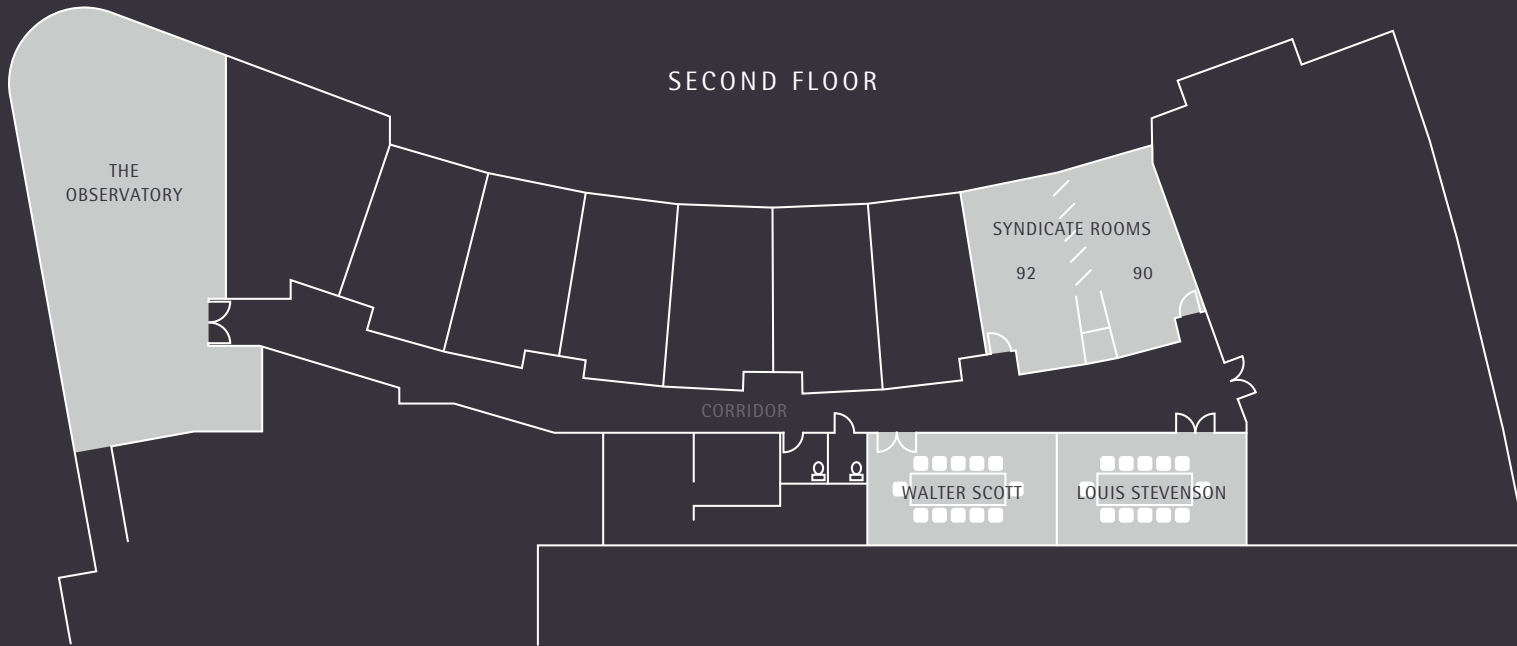 SECOND FLOOR
THE
OBSERVATORY
SYNDICATE ROOMS
92 90
CORRIDOR
WALTER SCOTT LOUIS STEVENSON